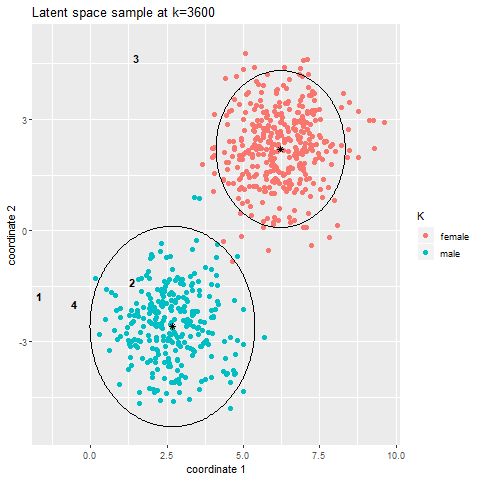 Latent space sample at k=3600
3
3
0
-3
2
1
4
coordinate 2
0.0 2.5 5.0 7.5 10.0
coordinate 1
K
female
male